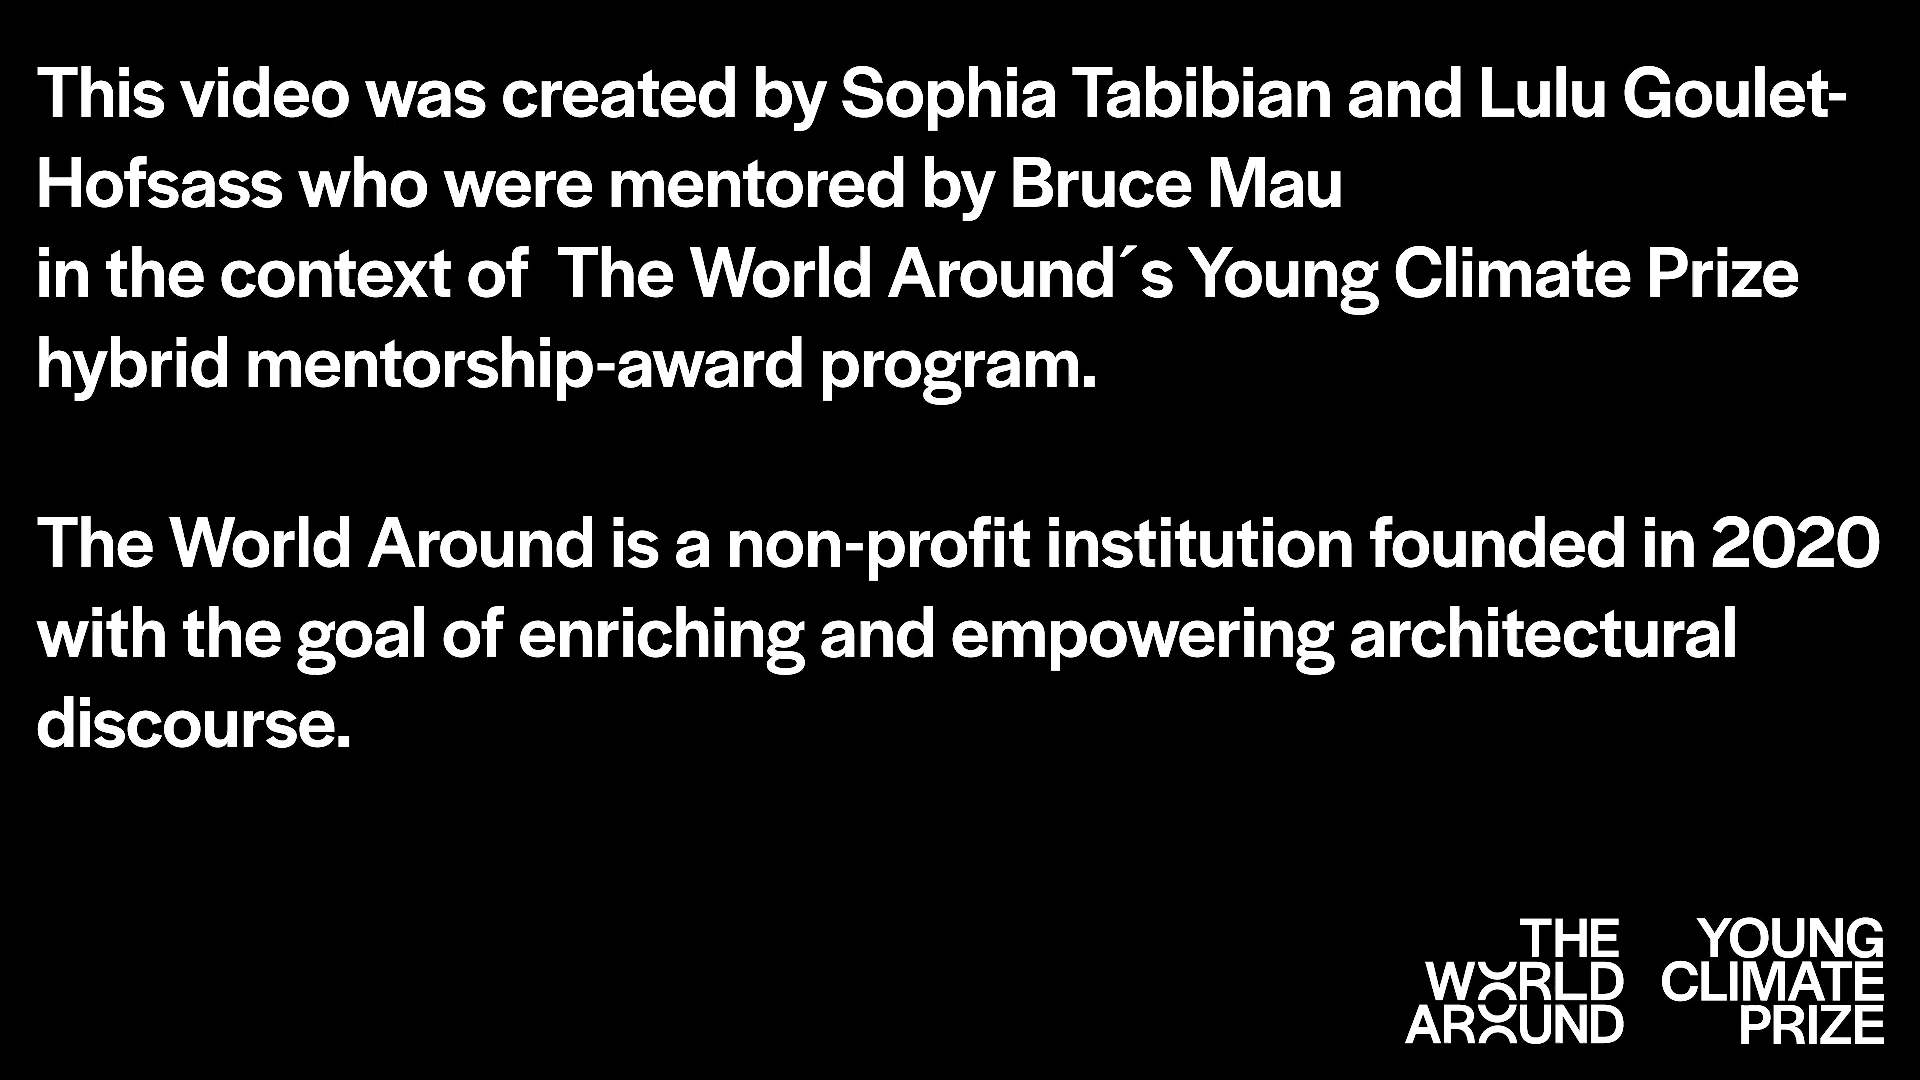 This video was created by Sophia Tabibian and Lulu Goulet-
Hofsass who were mentored by Bruce Mau
in the context of  The World Around´s Young Climate Prize
hybrid mentorship-award program.
The World Around is a non-profit institution founded in 2020
with the goal of enriching and empowering architectural
discourse.
THE
WORLD
AROUND
YOUNG
CLIMATE
PRIZE